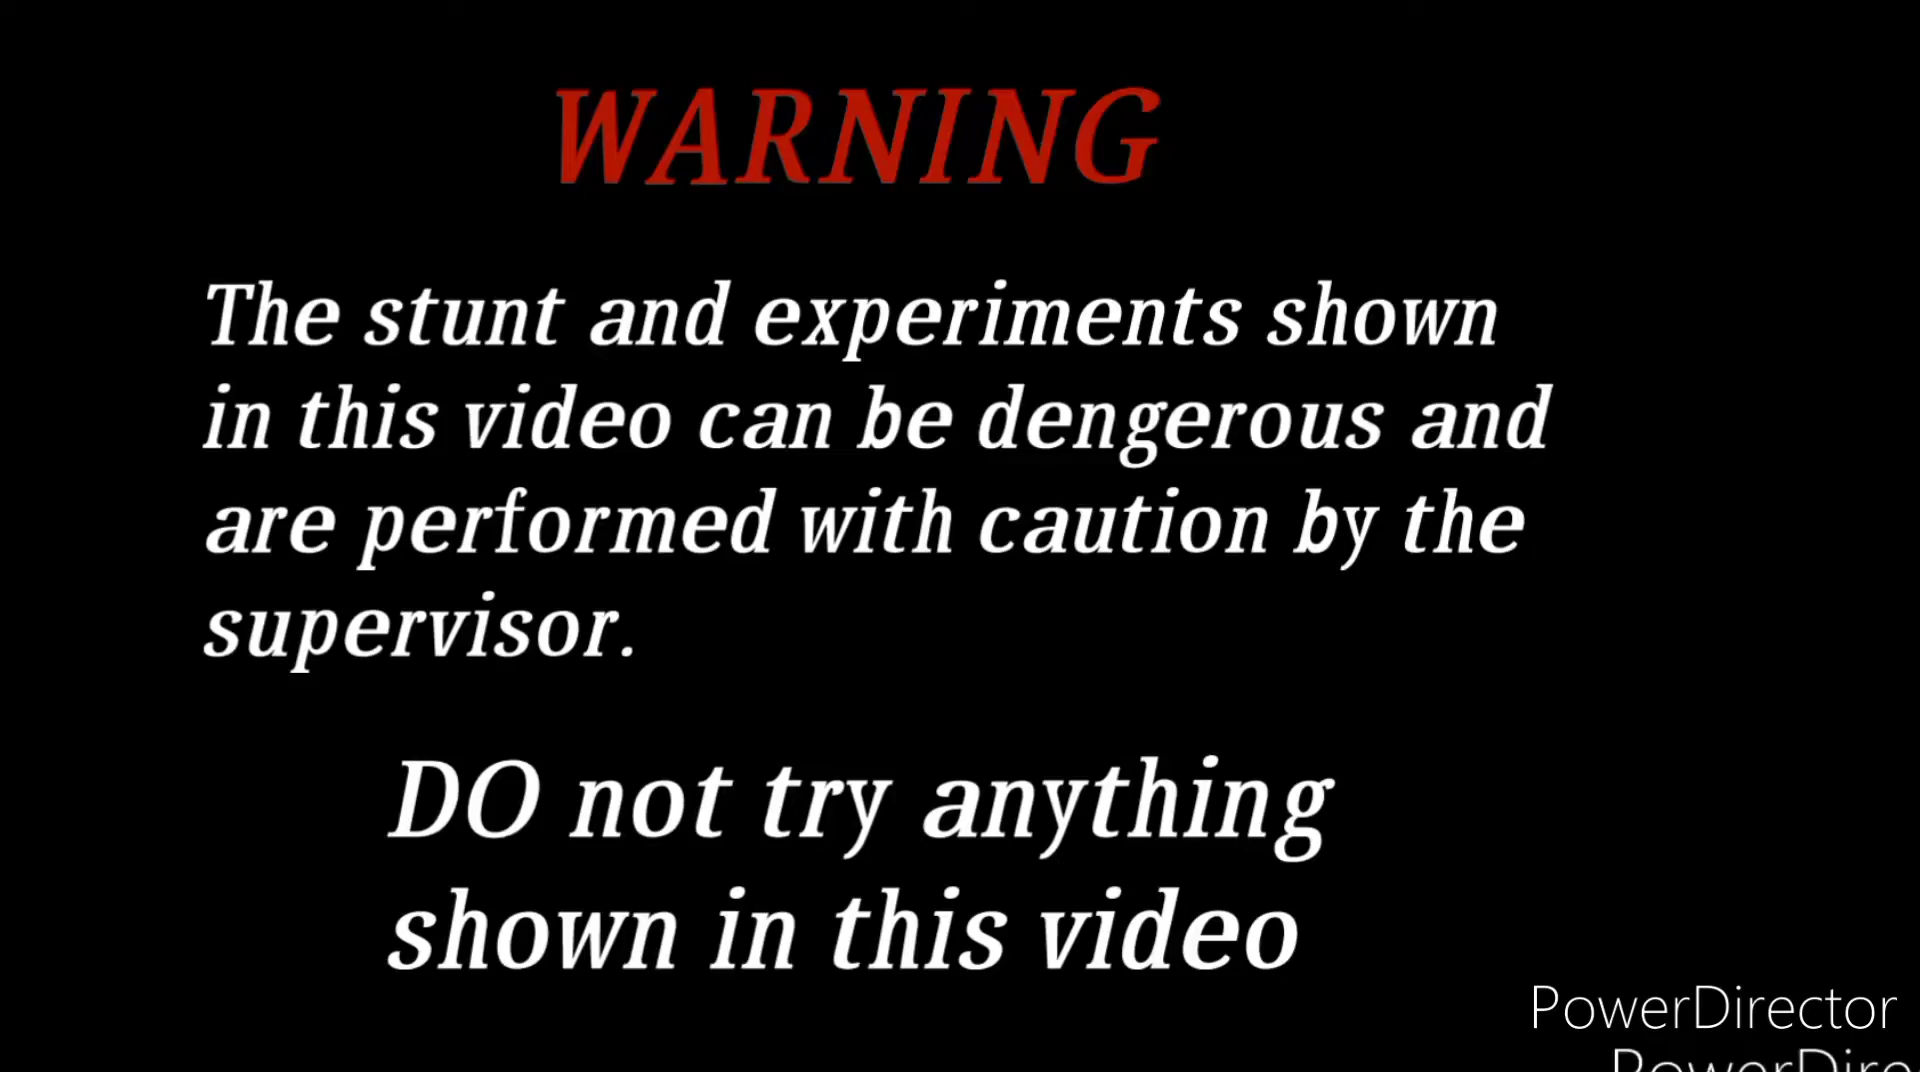 WARNING
The stunt and experiments shown
in this video can be dengerous and
are performed with caution by the
supervisor.
DO not try anything
shown in this video
PowerDirector
PowerDire